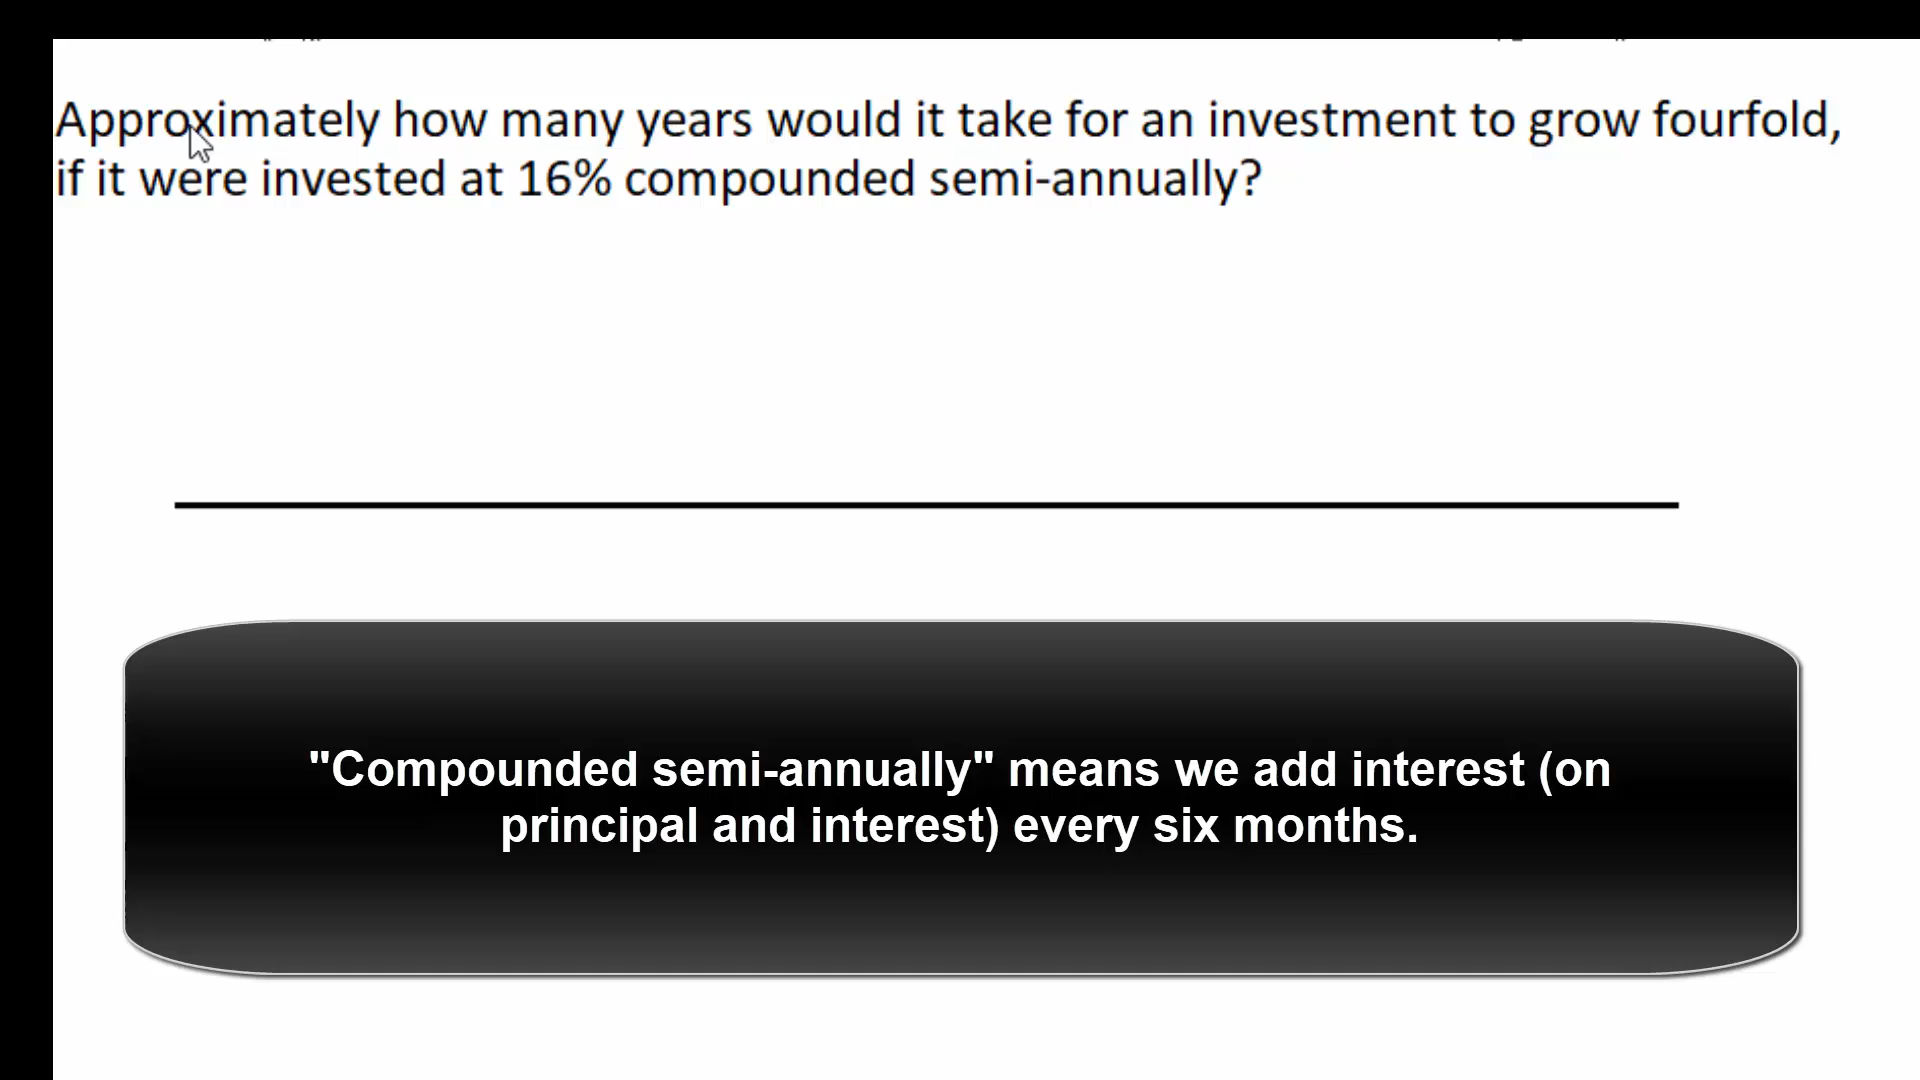 Approximately how many years would it take for an investment to grow fourfold,
if it were invested at 16% compounded semi-annually?
"Compounded semi-annually" means we add interest (on
principal and interest) every six months.